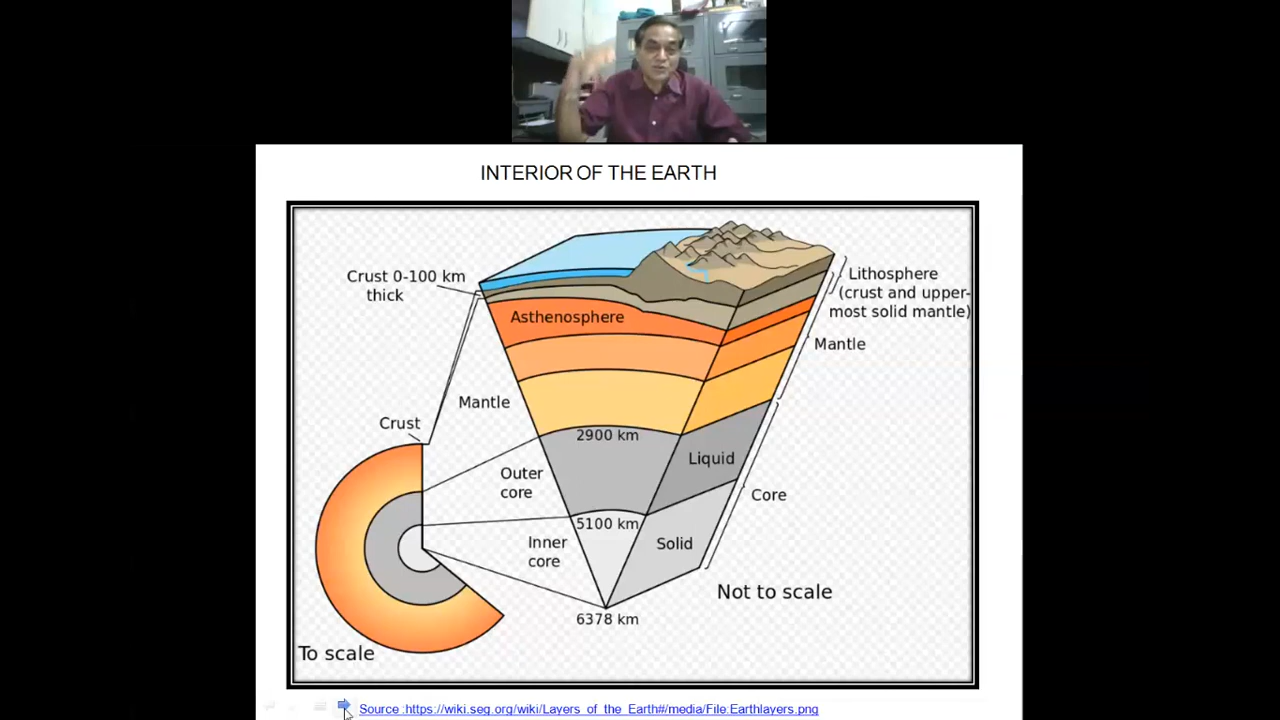 INTERIOR OF THE EARTH
Crust 0-100 km
thick
Asthenosphere
Lithosphere
(crust and upper-
most solid mantle)
Mantle
Mantle
Crust
2900 km
Outer
core
Liquid
Core
5100 km
Inner
core
Solid
Not to scale
6378 km
To scale
Source :https://wiki.seg.org/wiki/Layers_of_the_Earth#/media/File:Earthlayers.png